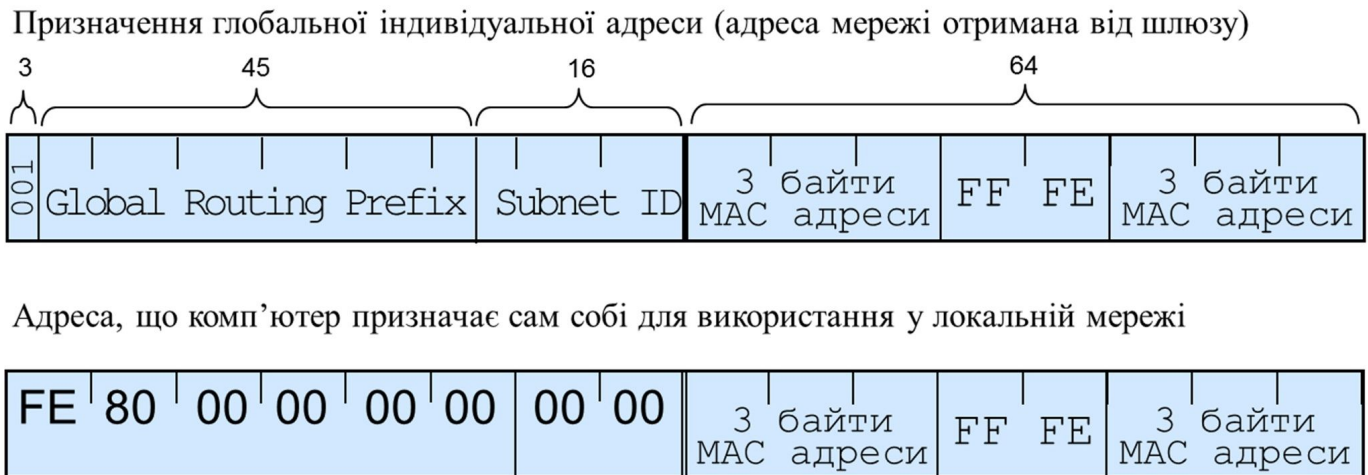 Призначення глобальної індивідуальної адреси (адреса мережі отримана від шлюзу)
3 45 16 64
001 Global Routing Prefix Subnet ID 3 байти MAC адреси FF FE 3 байти MAC адреси
Адреса, що комп’ютер призначає сам собі для використання у локальній мережі
FE 80 00 00 00 00 00 00 3 байти MAC адреси FF FE 3 байти MAC адреси